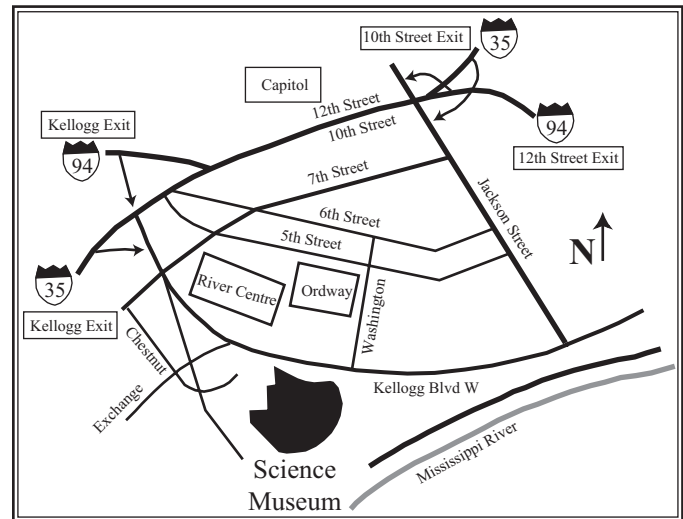 10th Street Exit
35
Capitol
12th Street
10th Street
Kellogg Exit
94
94
12th Street Exit
7th Street
6th Street
5th Street
Jackson Street
N
River Centre
Ordway
Washington
35
Kellogg Exit
Chestnut
Exchange
Kellogg Blvd W
Mississippi River
Science
Museum